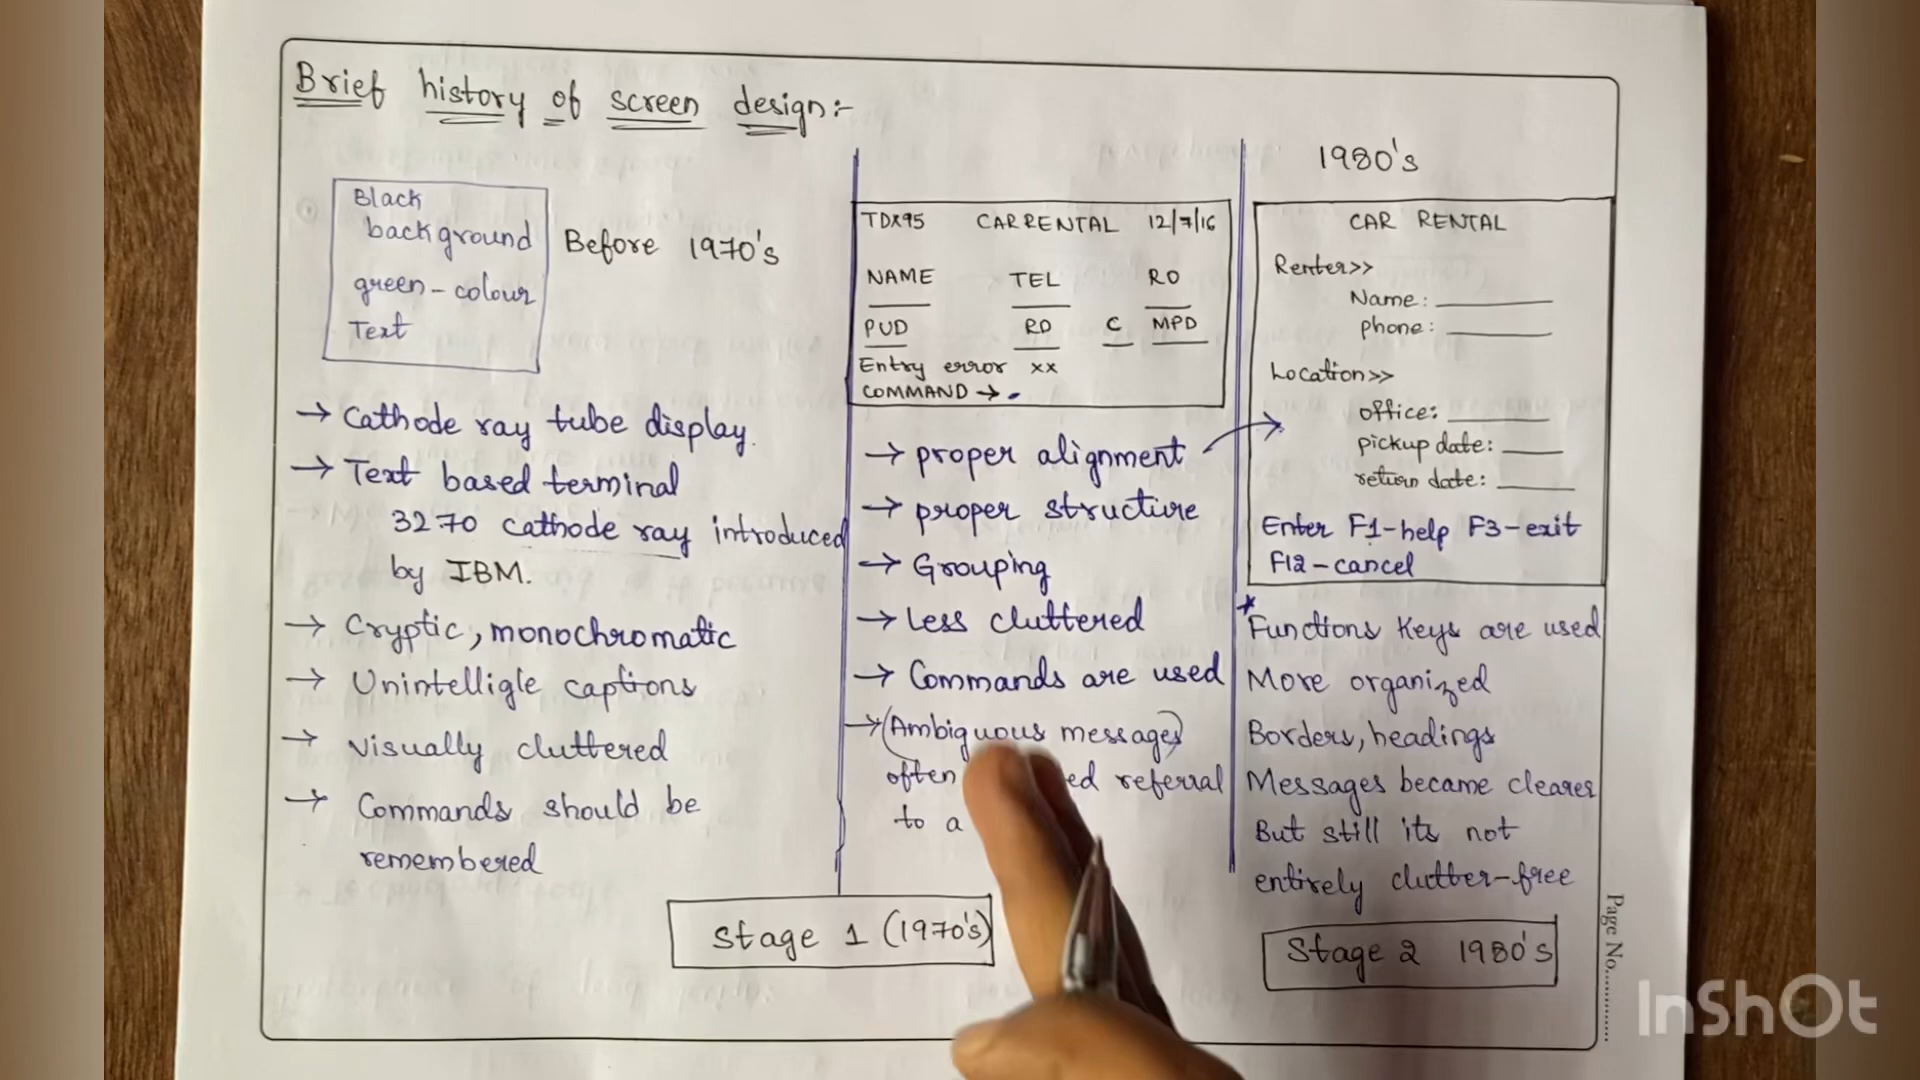 Brief history of screen design:-
Black
background
green-colour
Text
Before 1970's
→ Cathode ray tube display.
→ Text based terminal
3270 cathode ray introduced
by IBM.
→ Cryptic, monochromatic
→ Unintelligle captions
→ Visually cluttered
→ Commands should be
remembered
TDX95 CARRENTAL 12/7/16
NAME TEL RO
PUD RD C MPD
Entry error xx
COMMAND →
→ proper alignment
→ proper structure
→ Grouping
→ Less cluttered
→ Commands are used
→ (Ambiguous messages)
often referral
to a
Stage 1 (1970's)
1980's
CAR RENTAL
Renter>>
Name:
phone:
Location>>
office:
pickup date:
return date:
Enter F1-help F3-exit
F12-cancel
* Functions Keys are used
More organized
Borders, headings
Messages became clearer
But still its not
entirely clutter-free
Stage 2 1980's
Page No.............
InShOt